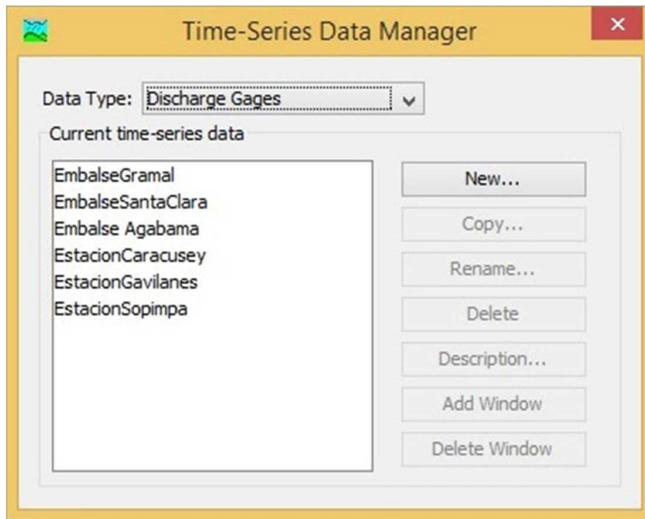 Time-Series Data Manager
Data Type: Discharge Gages
Current time-series data
EmbalseGramal
EmbalseSantaClara
Embalse Agabama
EstacionCaracusey
EstacionGavilanes
EstacionSopimpa
New...
Copy...
Rename...
Delete
Description...
Add Window
Delete Window